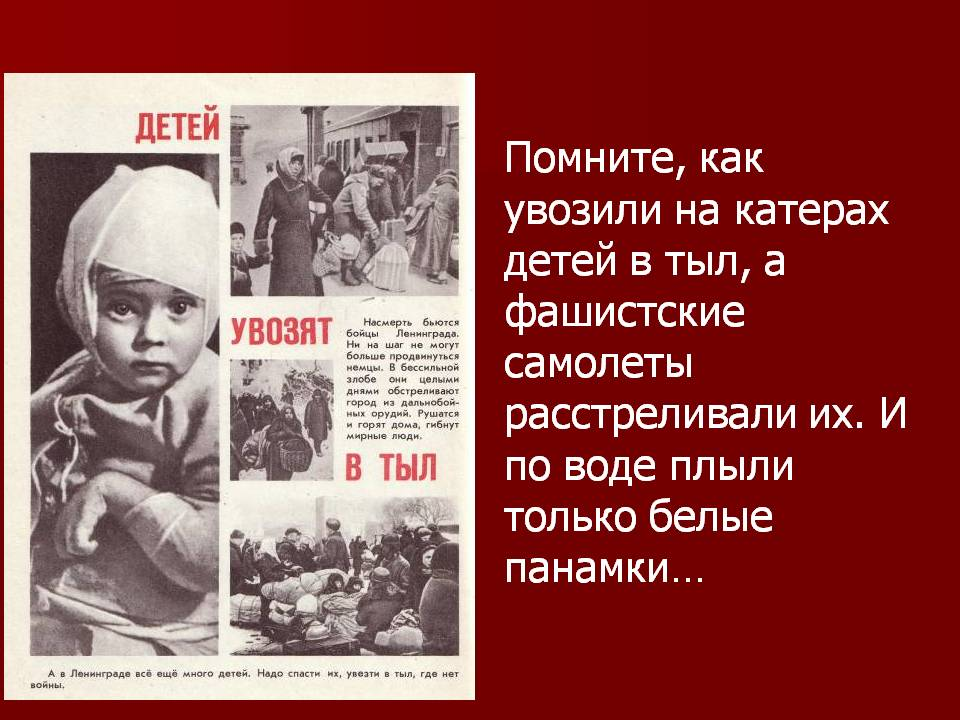 ДЕТЕЙ
УВОЗЯТ
Насмерть бьются
бойцы Ленинграда.
Ни на шаг не могут
больше продвинуться
немцы. В бессильной
злобе они целыми
днями обстреливают
город из дальнобой-
ных орудий. Рушатся
и горят дома, гибнут
мирные люди.
В ТЫЛ
А в Ленинграде всё ещё много детей. Надо спасти их, увезти в тыл, где нет
войны.
Помните, как
увозили на катерах
детей в тыл, а
фашистские
самолеты
расстреливали их. И
по воде плыли
только белые
панамки…